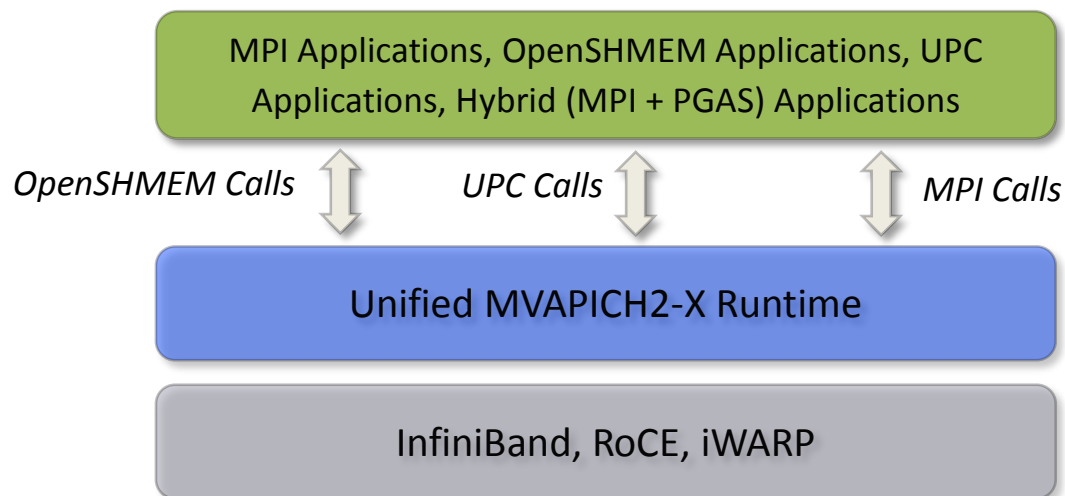 MPI Applications, OpenSHMEM Applications, UPC
Applications, Hybrid (MPI + PGAS) Applications
OpenSHMEM Calls
UPC Calls
MPI Calls
Unified MVAPICH2-X Runtime
InfiniBand, RoCE, iWARP